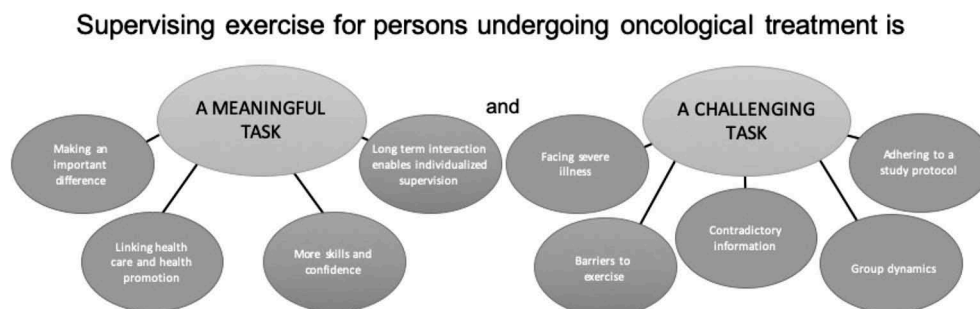 Supervising exercise for persons undergoing oncological treatment is
A MEANINGFUL
TASK
and
A CHALLENGING
TASK
Making an
important
difference
Linking health
care and health
promotion
More skills and
confidence
Long term interaction
enables individualized
supervision
Facing severe
illness
Barriers to
exercise
Contradictory
information
Group dynamics
Adhering to a
study protocol